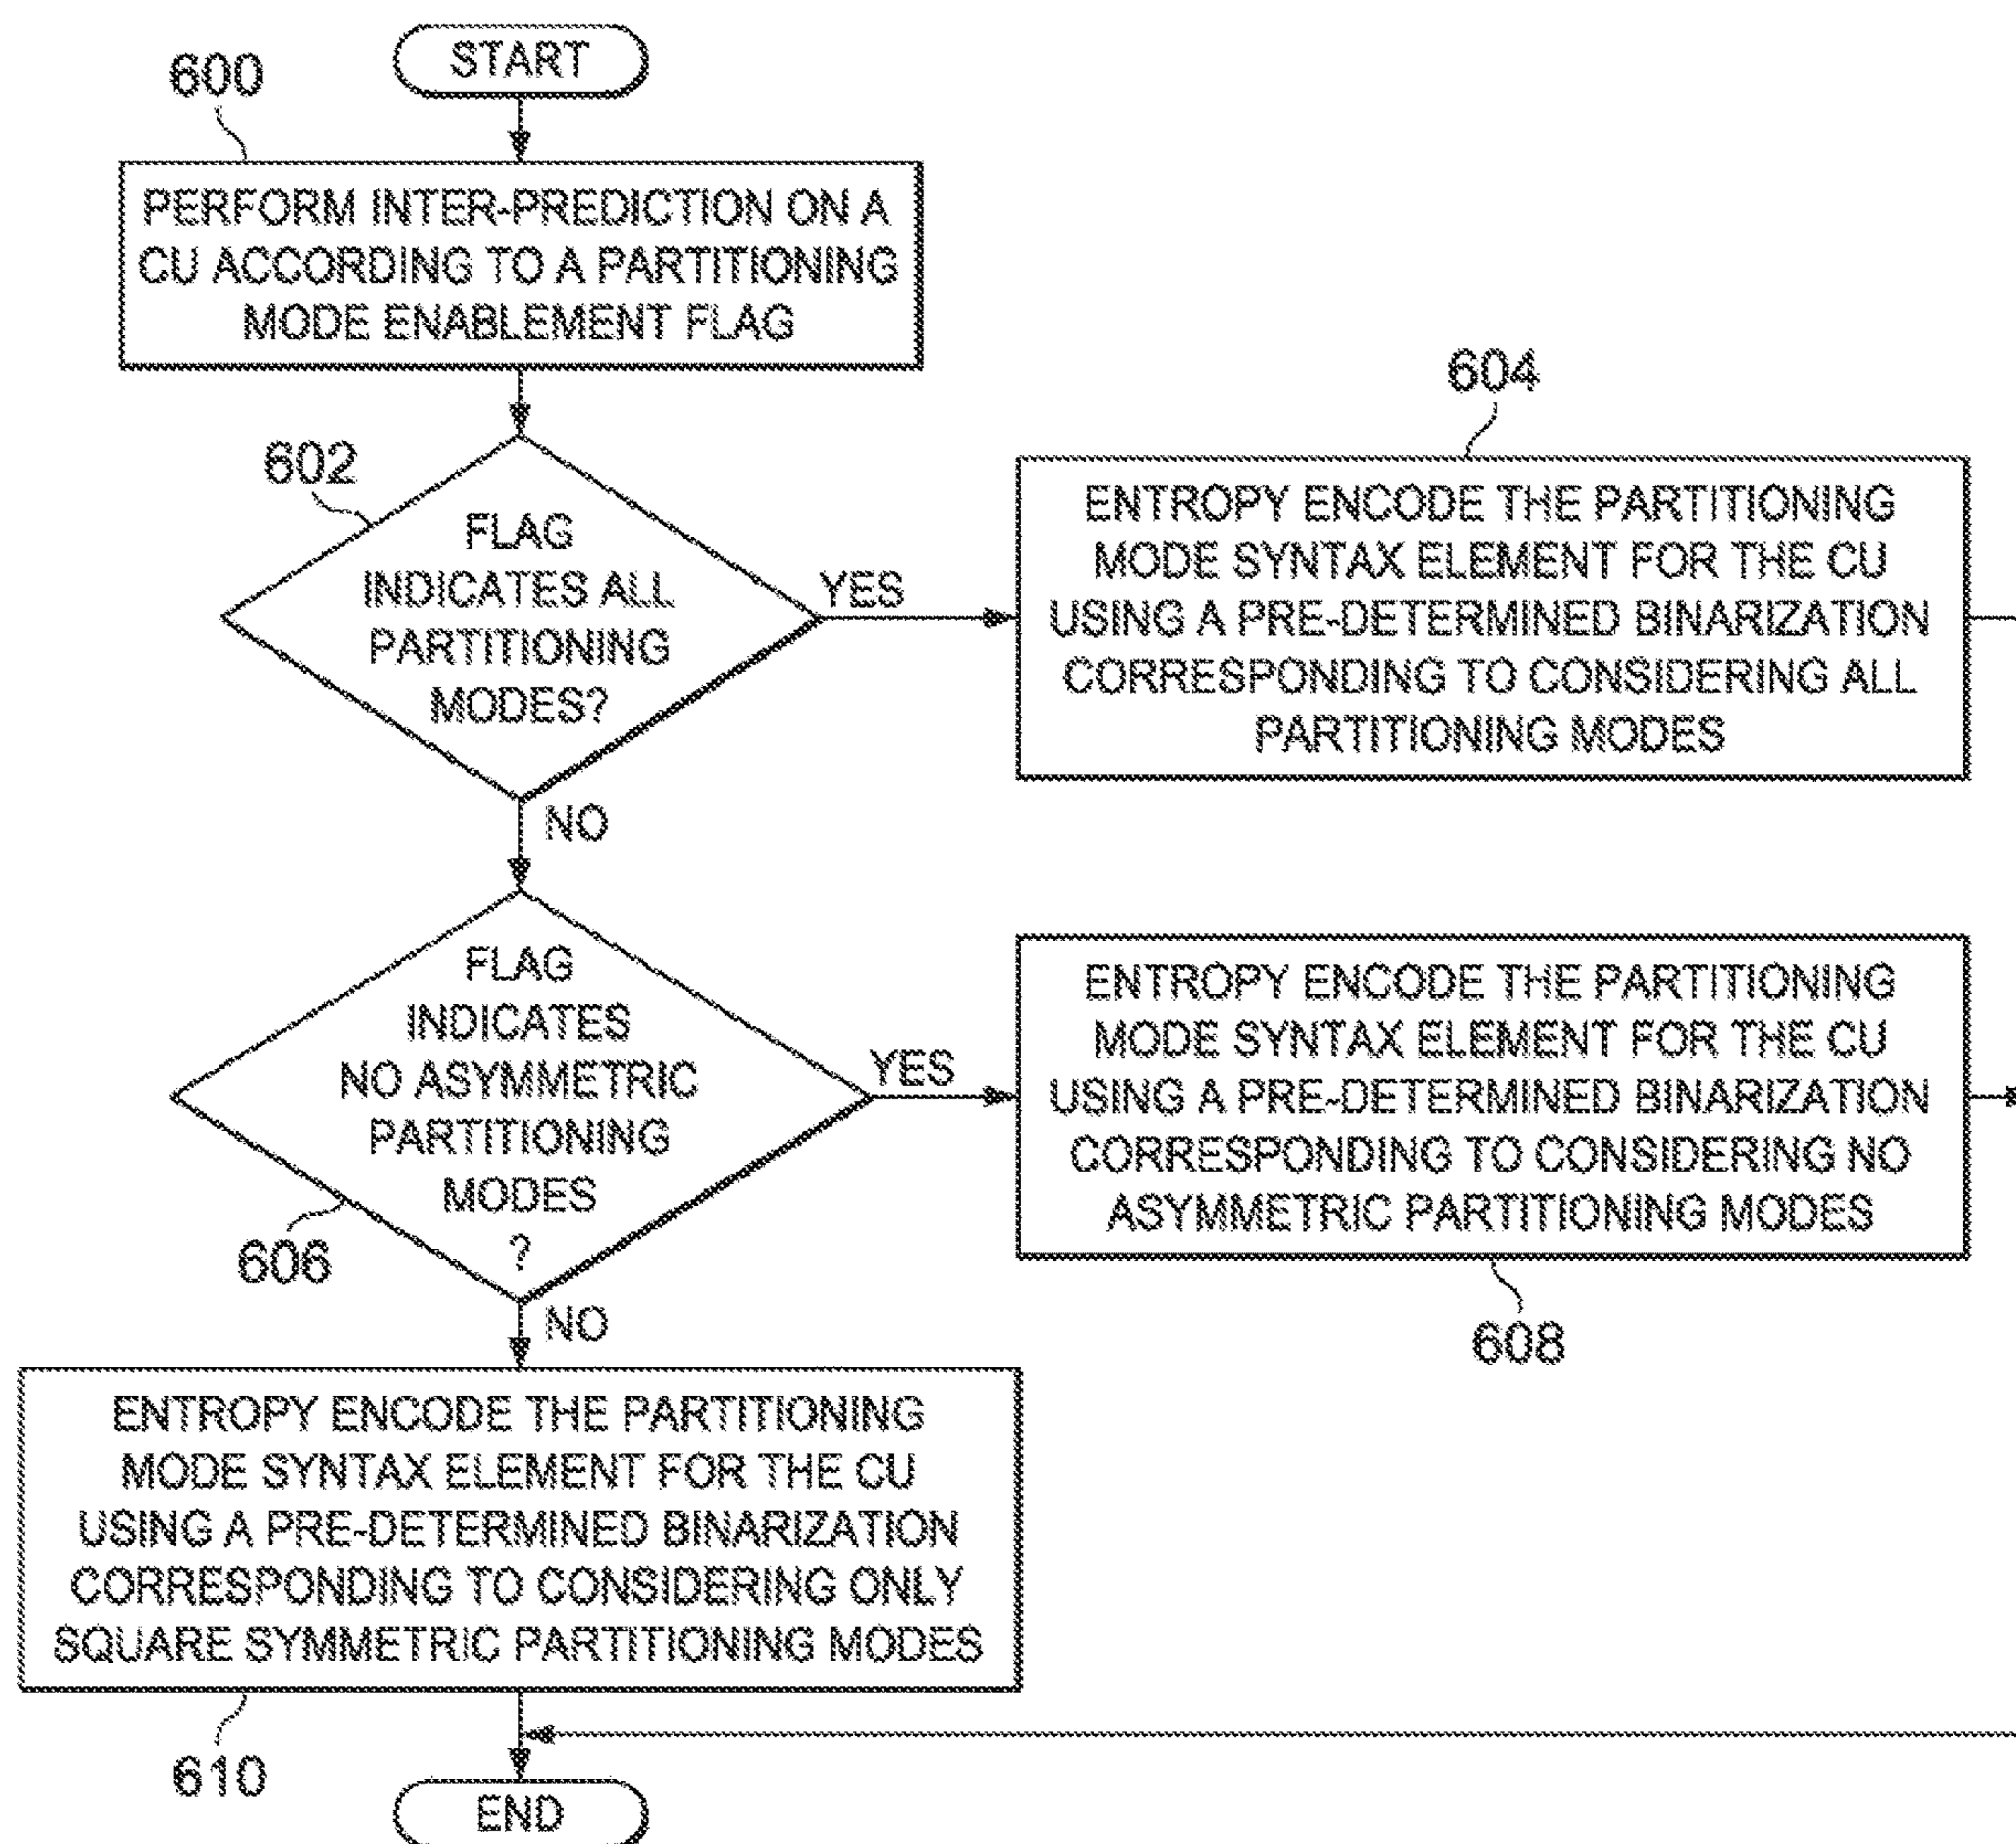 START
600
PERFORM INTER-PREDICTION ON A
CU ACCORDING TO A PARTITIONING
MODE ENABLEMENT FLAG
602
FLAG
INDICATES ALL
PARTITIONING
MODES?
YES
604
ENTROPY ENCODE THE PARTITIONING
MODE SYNTAX ELEMENT FOR THE CU
USING A PRE-DETERMINED BINARIZATION
CORRESPONDING TO CONSIDERING ALL
PARTITIONING MODES
NO
FLAG
INDICATES
NO ASYMMETRIC
PARTITIONING
MODES
?
606
YES
ENTROPY ENCODE THE PARTITIONING
MODE SYNTAX ELEMENT FOR THE CU
USING A PRE-DETERMINED BINARIZATION
CORRESPONDING TO CONSIDERING NO
ASYMMETRIC PARTITIONING MODES
608
NO
ENTROPY ENCODE THE PARTITIONING
MODE SYNTAX ELEMENT FOR THE CU
USING A PRE-DETERMINED BINARIZATION
CORRESPONDING TO CONSIDERING ONLY
SQUARE SYMMETRIC PARTITIONING MODES
610
END